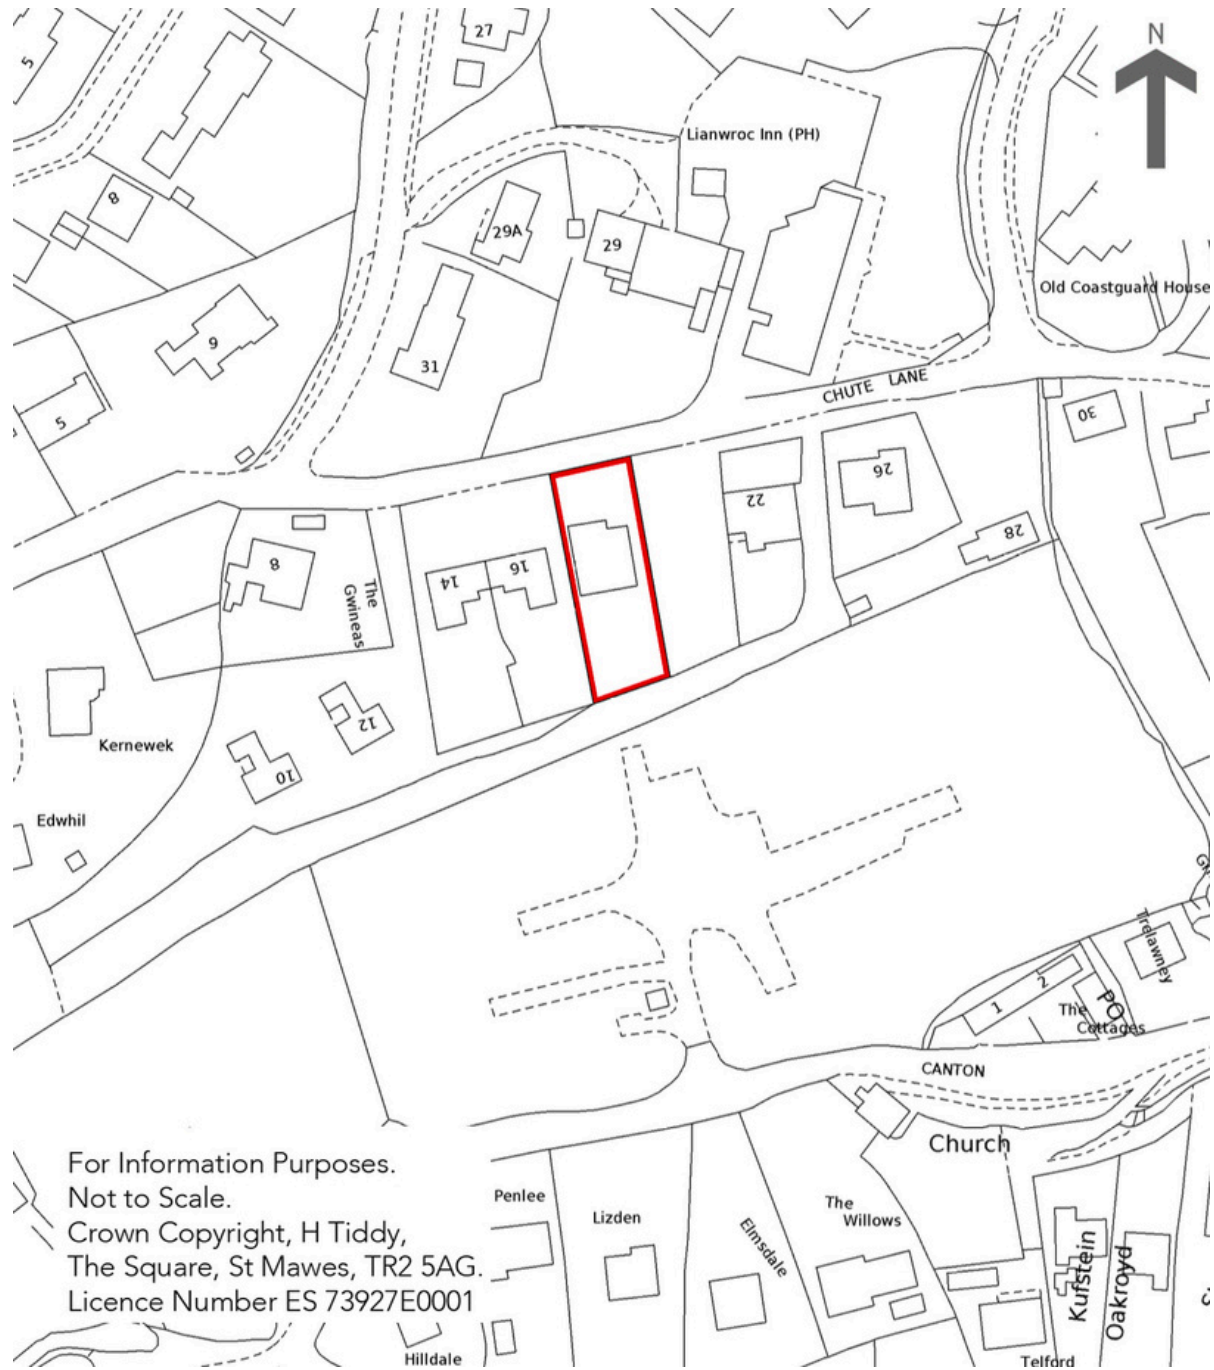 27
N
5
Lianwroc Inn (PH)
8
29A
29
Old Coastguard House
9
31
CHUTE LANE
5
30
26
22
28
8
16
14
The
Gwineas
12
Kernewek
10
Edwhil
Trelawney
2
1
PO
The
Cottages
CANTON
Church
For Information Purposes.
Not to Scale.
Crown Copyright, H Tiddy,
The Square, St Mawes, TR2 5AG.
Licence Number ES 73927E0001
Penlee
Lizden
Elmsdale
The
Willows
Kufstein
Oakroyd
Hilldale
Telford